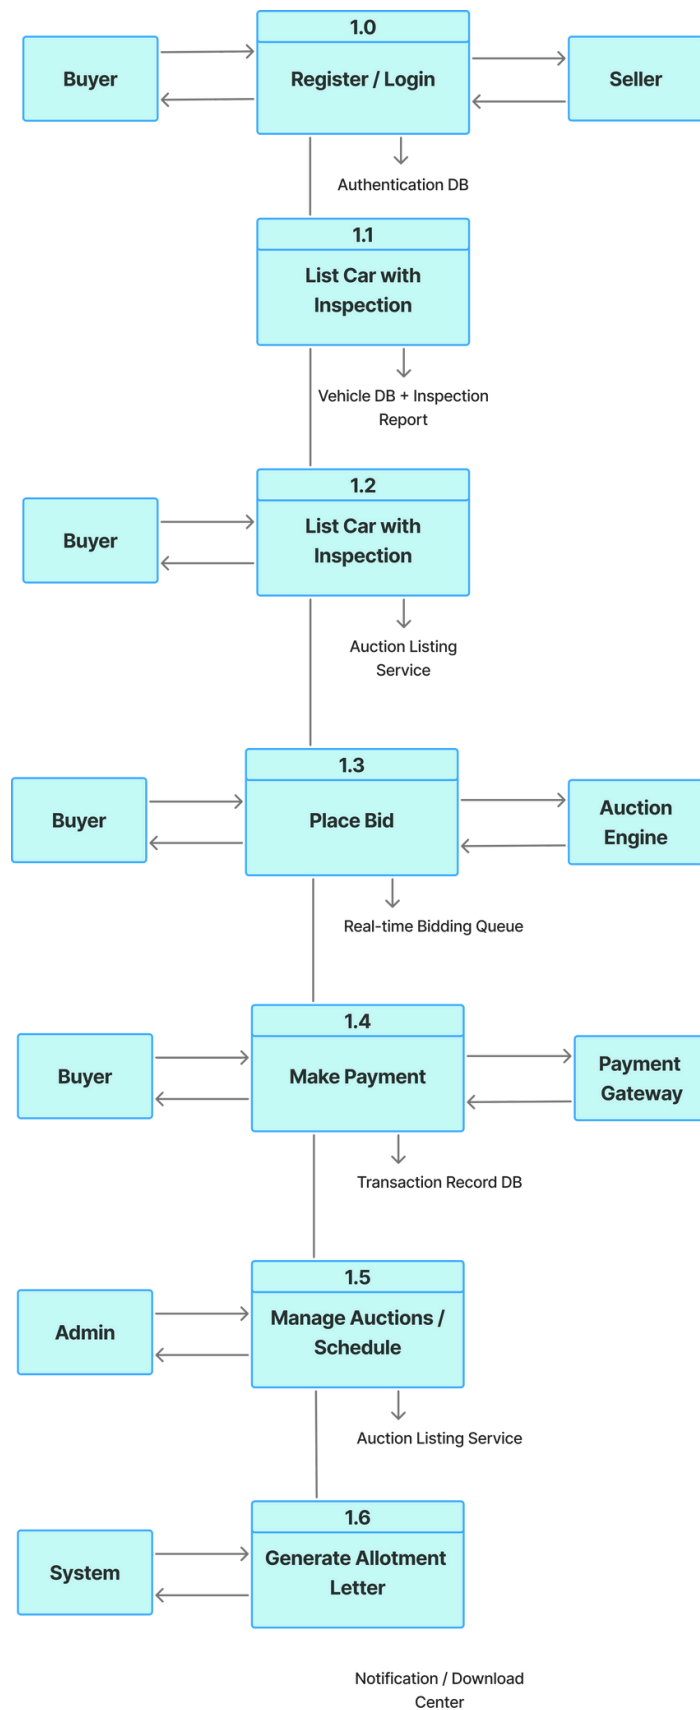 1.0
Buyer
Register / Login
Seller
Authentication DB
1.1
List Car with
Inspection
Vehicle DB + Inspection
Report
1.2
List Car with
Inspection
Buyer
Auction Listing
Service
1.3
Buyer
Place Bid
Auction
Engine
Real-time Bidding Queue
1.4
Buyer
Make Payment
Payment
Gateway
Transaction Record DB
1.5
Admin
Manage Auctions /
Schedule
Auction Listing Service
1.6
System
Generate Allotment
Letter
Notification / Download
Center